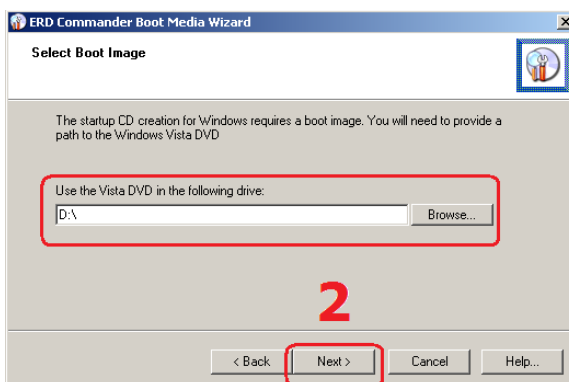 ERD Commander Boot Media Wizard
Select Boot Image
The startup CD creation for Windows requires a boot image. You will need to provide a
path to the Windows Vista DVD
Use the Vista DVD in the following drive:
D:\
Browse...
2
< Back
Next >
Cancel
Help...